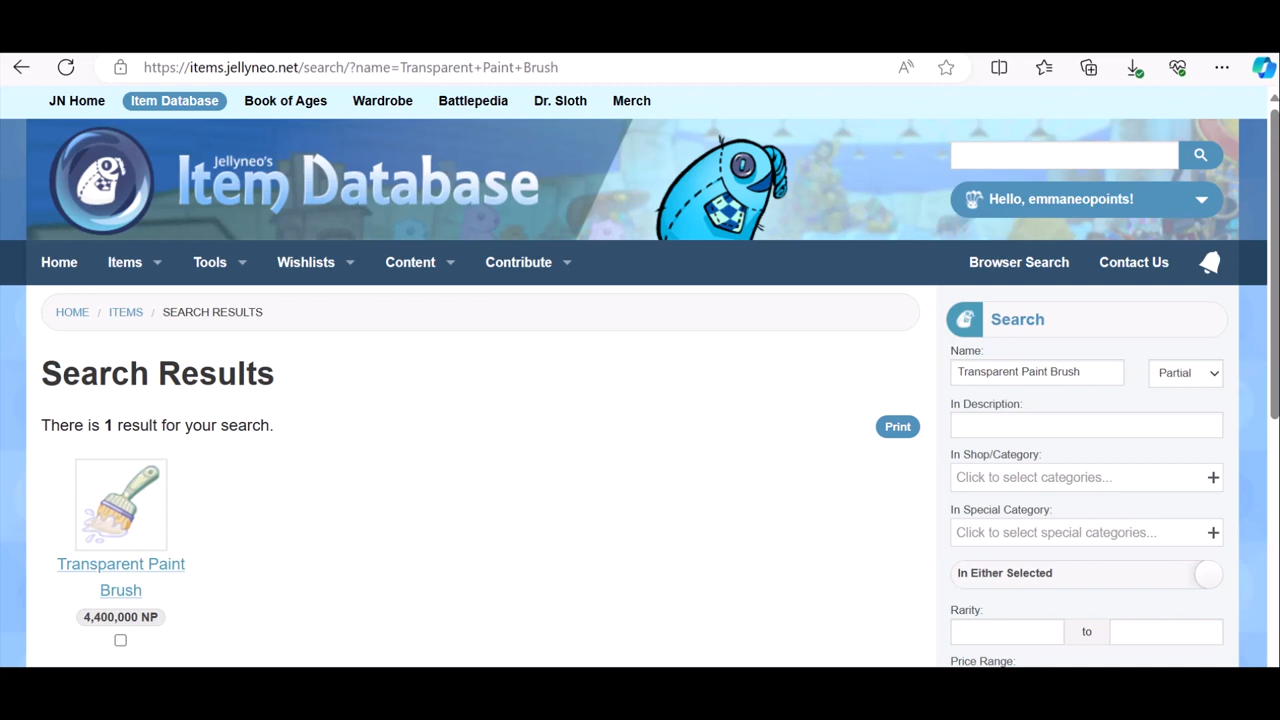 https://items.jellyneo.net/search/?name=Transparent+Paint+Brush
JN Home Item Database Book of Ages Wardrobe Battlepedia Dr. Sloth Merch
Jellyneo's
Item Database
Hello, emmaneopoints!
Home Items Tools Wishlists Content Contribute Browser Search Contact Us
HOME / ITEMS / SEARCH RESULTS
Search
Name:
Transparent Paint Brush Partial
In Description:
In Shop/Category:
Click to select categories... +
In Special Category:
Click to select special categories... +
In Either Selected
Rarity:
to
Price Range:
Search Results
There is 1 result for your search.
Print
Transparent Paint
Brush
4,400,000 NP